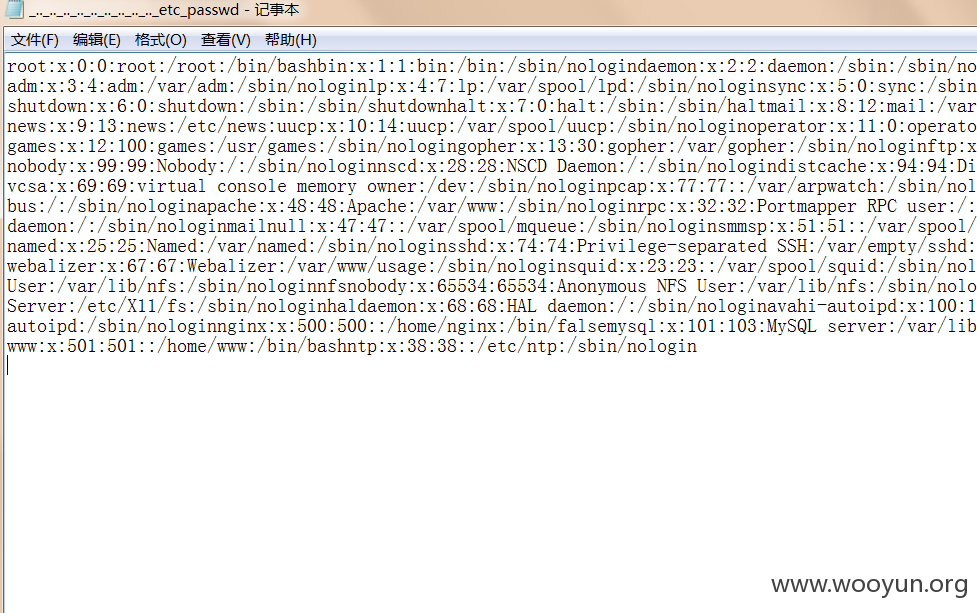 _.._.._.._.._.._.._.._.._.._etc_passwd - 记事本
文件(F) 编辑(E) 格式(O) 查看(V) 帮助(H)
root:x:0:0:root:/root:/bin/bashbin:x:1:1:bin:/bin:/sbin/nologindaemon:x:2:2:daemon:/sbin:/sbin/no
adm:x:3:4:adm:/var/adm:/sbin/nologinlp:x:4:7:lp:/var/spool/lpd:/sbin/nologinsync:x:5:0:sync:/sbin
shutdown:x:6:0:shutdown:/sbin:/sbin/shutdownhalt:x:7:0:halt:/sbin:/sbin/haltmail:x:8:12:mail:/var
news:x:9:13:news:/etc/news:uucp:x:10:14:uucp:/var/spool/uucp:/sbin/nologinoperator:x:11:0:operato
games:x:12:100:games:/usr/games:/sbin/nologingopher:x:13:30:gopher:/var/gopher:/sbin/nologinftp:x
nobody:x:99:99:Nobody:/:/sbin/nologinnscd:x:28:28:NSCD Daemon:/:/sbin/nologindistcache:x:94:94:Di
vcsa:x:69:69:virtual console memory owner:/dev:/sbin/nologinpcap:x:77:77::/var/arpwatch:/sbin/nol
bus:/:/sbin/nologinapache:x:48:48:Apache:/var/www:/sbin/nologinrpc:x:32:32:Portmapper RPC user:/:
daemon:/:/sbin/nologinmailnull:x:47:47::/var/spool/mqueue:/sbin/nologinsmmsp:x:51:51::/var/spool/
named:x:25:25:Named:/var/named:/sbin/nologinsshd:x:74:74:Privilege-separated SSH:/var/empty/sshd:
webalizer:x:67:67:Webalizer:/var/www/usage:/sbin/nologinsquid:x:23:23::/var/spool/squid:/sbin/nol
User:/var/lib/nfs:/sbin/nologinnfsnobody:x:65534:65534:Anonymous NFS User:/var/lib/nfs:/sbin/nolo
Server:/etc/X11/fs:/sbin/nologinhaldaemon:x:68:68:HAL daemon:/:/sbin/nologinavahi-autoipd:x:100:1
autoipd:/sbin/nologinnginx:x:500:500::/home/nginx:/bin/falsemysql:x:101:103:MySQL server:/var/lib
www:x:501:501::/home/www:/bin/bashntp:x:38:38::/etc/ntp:/sbin/nologin
www.wooyun.org